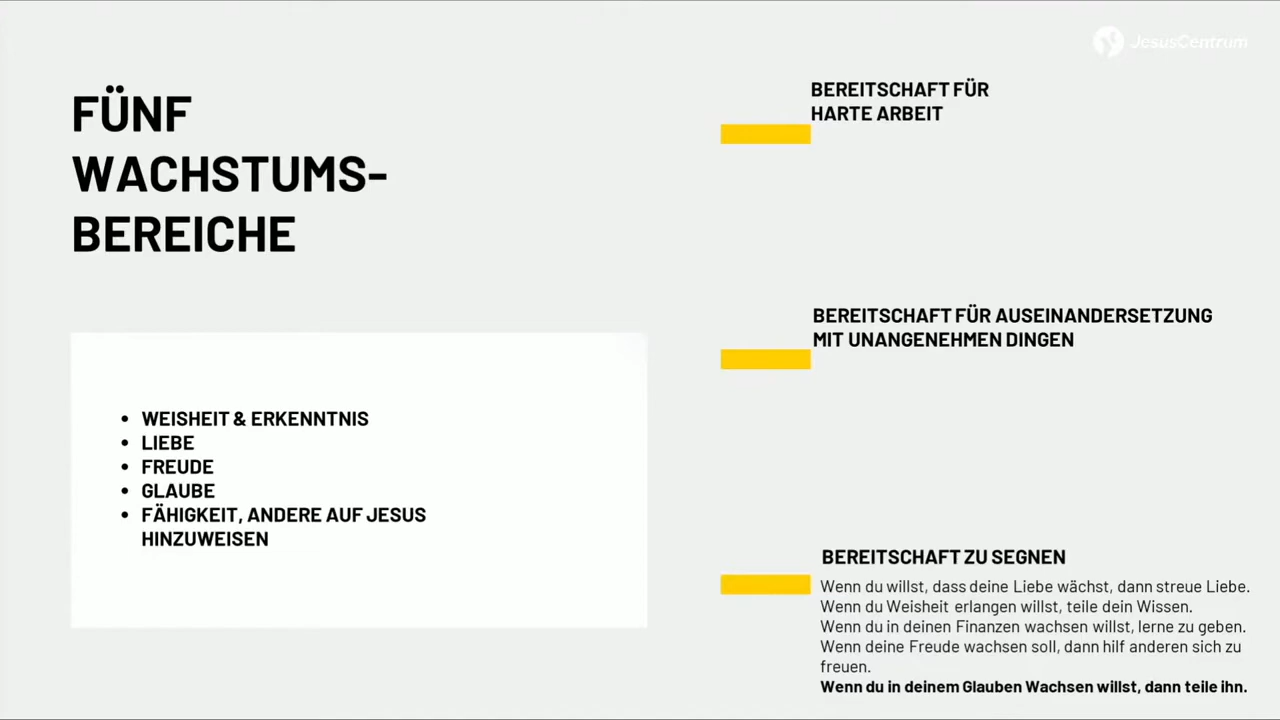 JesusCentrum
FÜNF
WACHSTUMS-
BEREICHE
• WEISHEIT & ERKENNTNIS
• LIEBE
• FREUDE
• GLAUBE
• FÄHIGKEIT, ANDERE AUF JESUS
HINZUWEISEN
BEREITSCHAFT FÜR
HARTE ARBEIT
BEREITSCHAFT FÜR AUSEINANDERSETZUNG
MIT UNANGENEHMEN DINGEN
BEREITSCHAFT ZU SEGNEN
Wenn du willst, dass deine Liebe wächst, dann streue Liebe.
Wenn du Weisheit erlangen willst, teile dein Wissen.
Wenn du in deinen Finanzen wachsen willst, lerne zu geben.
Wenn deine Freude wachsen soll, dann hilf anderen sich zu
freuen.
Wenn du in deinem Glauben Wachsen willst, dann teile ihn.